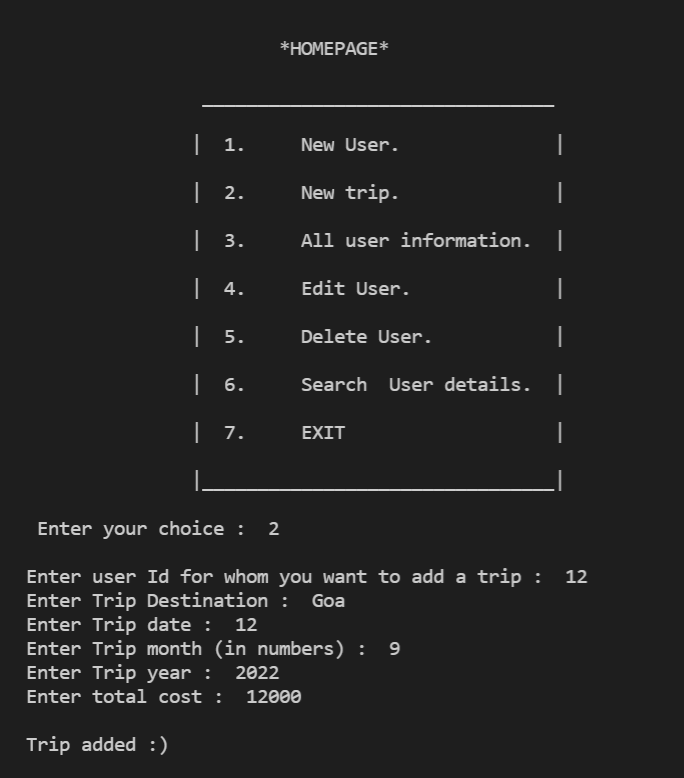 *HOMEPAGE*
________________________________
| 1. New User. |
| 2. New trip. |
| 3. All user information. |
| 4. Edit User. |
| 5. Delete User. |
| 6. Search  User details. |
| 7. EXIT |
|________________________________|
Enter your choice :  2
Enter user Id for whom you want to add a trip :  12
Enter Trip Destination :  Goa
Enter Trip date :  12
Enter Trip month (in numbers) :  9
Enter Trip year :  2022
Enter total cost :  12000
Trip added :)